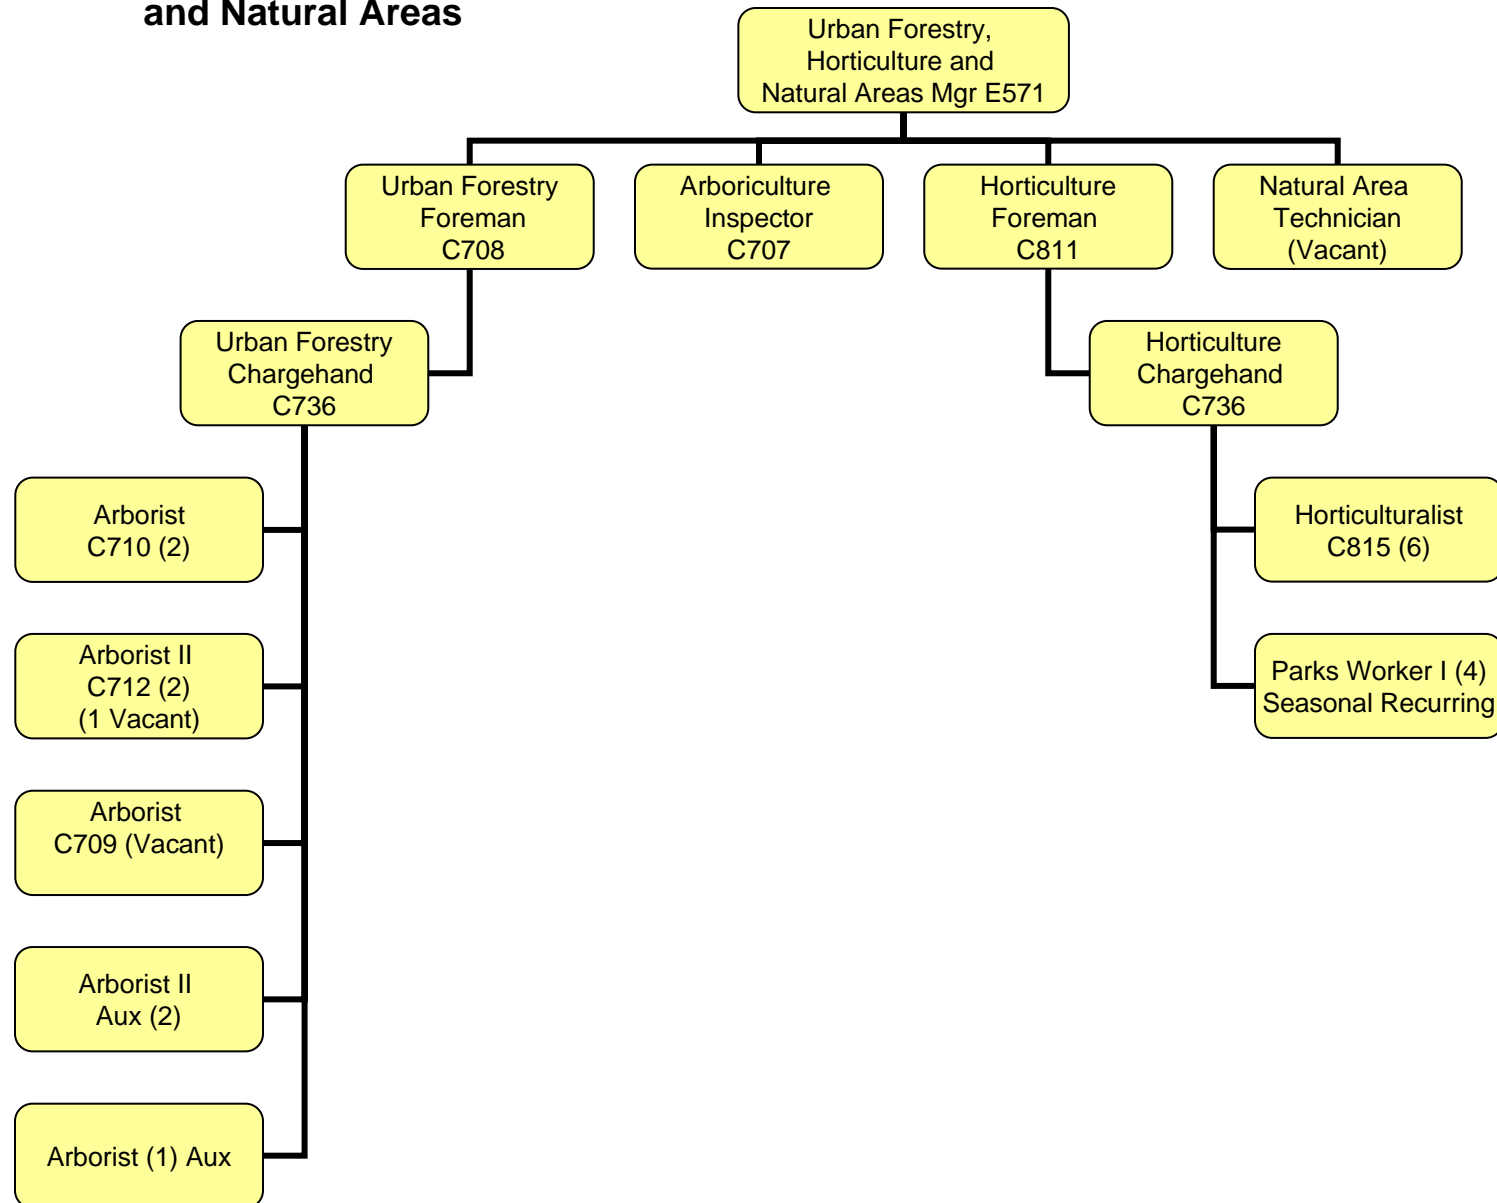 and Natural Areas
Urban Forestry,
Horticulture and
Natural Areas Mgr E571
Urban Forestry
Foreman
C708
Arboriculture
Inspector
C707
Horticulture
Foreman
C811
Natural Area
Technician
(Vacant)
Urban Forestry
Chargehand
C736
Horticulture
Chargehand
C736
Arborist
C710 (2)
Horticulturalist
C815 (6)
Arborist II
C712 (2)
(1 Vacant)
Parks Worker I (4)
Seasonal Recurring
Arborist
C709 (Vacant)
Arborist II
Aux (2)
Arborist (1) Aux